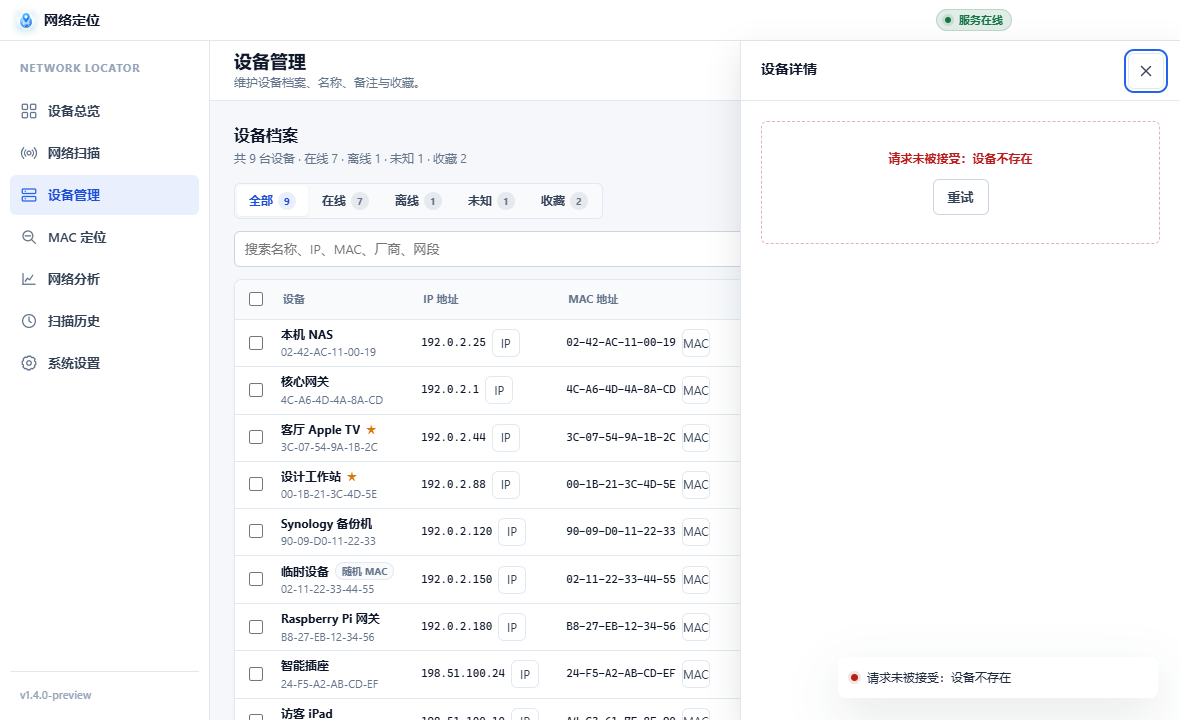 网络定位
服务在线
NETWORK LOCATOR
设备总览
网络扫描
设备管理
MAC 定位
网络分析
扫描历史
系统设置
v1.4.0-preview
设备管理
维护设备档案、名称、备注与收藏。
设备档案
共 9 台设备 · 在线 7 · 离线 1 · 未知 1 · 收藏 2
全部 9 在线 7 离线 1 未知 1 收藏 2
搜索名称、IP、MAC、厂商、网段
设备 IP 地址 MAC 地址
本机 NAS 192.0.2.25 IP 02-42-AC-11-00-19 MAC
02-42-AC-11-00-19
核心网关 192.0.2.1 IP 4C-A6-4D-4A-8A-CD MAC
4C-A6-4D-4A-8A-CD
客厅 Apple TV ★ 192.0.2.44 IP 3C-07-54-9A-1B-2C MAC
3C-07-54-9A-1B-2C
设计工作站 ★ 192.0.2.88 IP 00-1B-21-3C-4D-5E MAC
00-1B-21-3C-4D-5E
Synology 备份机 192.0.2.120 IP 90-09-D0-11-22-33 MAC
90-09-D0-11-22-33
临时设备 随机 MAC 192.0.2.150 IP 02-11-22-33-44-55 MAC
02-11-22-33-44-55
Raspberry Pi 网关 192.0.2.180 IP B8-27-EB-12-34-56 MAC
B8-27-EB-12-34-56
智能插座 198.51.100.24 IP 24-F5-A2-AB-CD-EF MAC
24-F5-A2-AB-CD-EF
访客 iPad
设备详情
请求未被接受：设备不存在
重试
请求未被接受：设备不存在